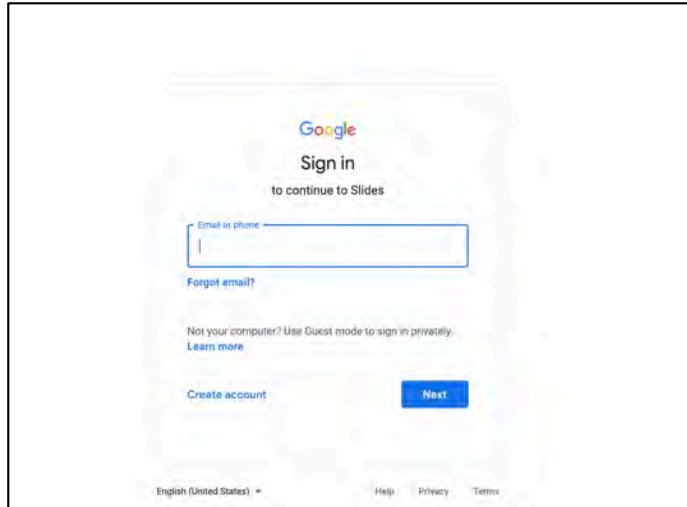 Google
Sign in
to continue to Slides
Email or phone
Forgot email?
Not your computer? Use Guest mode to sign in privately.
Learn more
Create account
Next
English (United States)
Help Privacy Terms